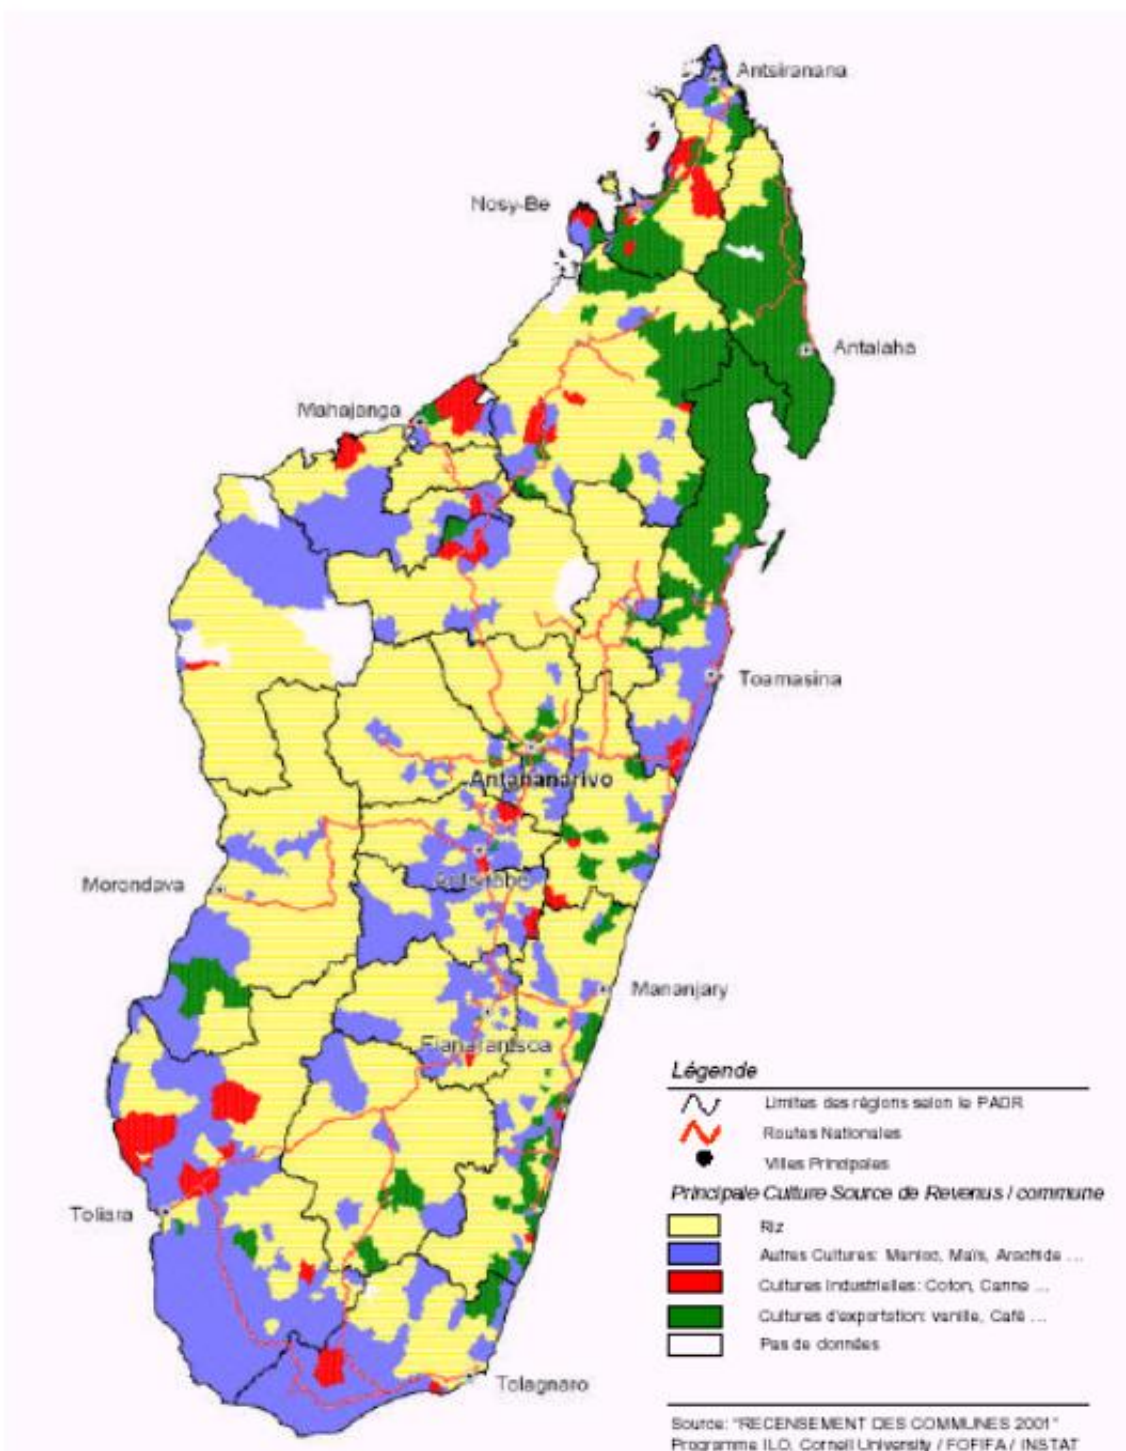 Antsiranana
Nosy-Be
Antalaha
Mahajanga
Toamasina
Antananarivo
Antsirabe
Morondava
Mananjary
Fianarantsoa
Toliara
Tolagnaro
Légende
Limites des régions selon le PADR
Routes Nationales
Villes Principales
Principale Culture Source de Revenus / commune
Riz
Autres Cultures: Manioc, Maïs, Arachide ...
Cultures Industrielles: Coton, Canne ...
Cultures d'exportation: vanille, Café ...
Pas de données
Source: "RECENSEMENT DES COMMUNES 2001"
Programme ILO, Cornell University / FOFIFA / INSTAT